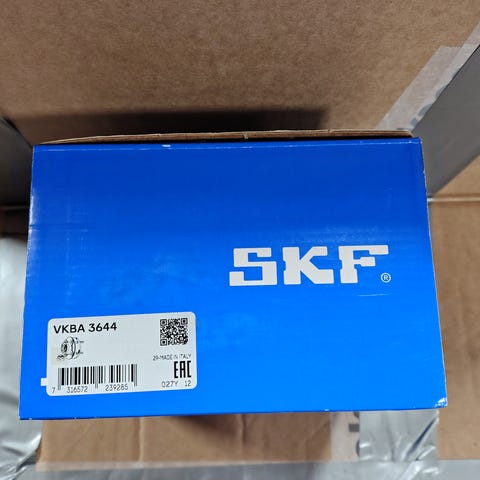 SKF ®
VKBA 3644
29-MADE IN ITALY
EAC
7 316572 239285
027Y 12